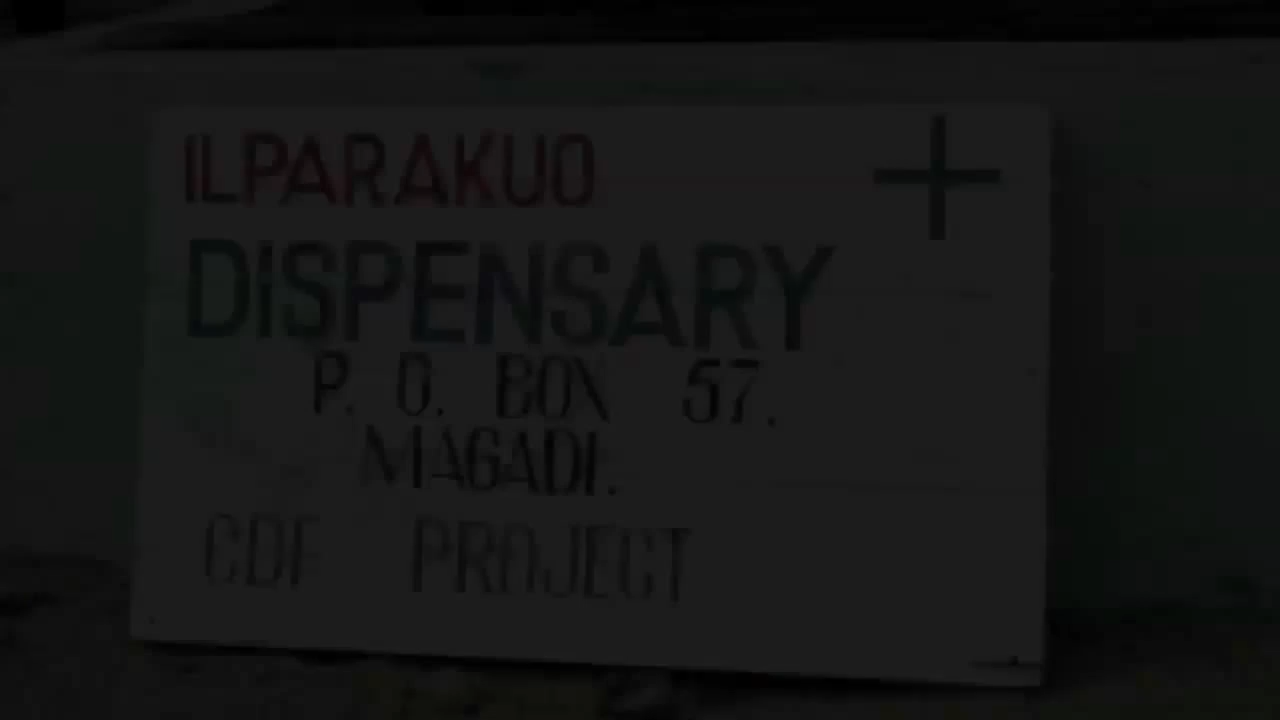 ILPARAKUO
DISPENSARY
P. O. BOX 57.
MAGADI.
CDF PROJECT